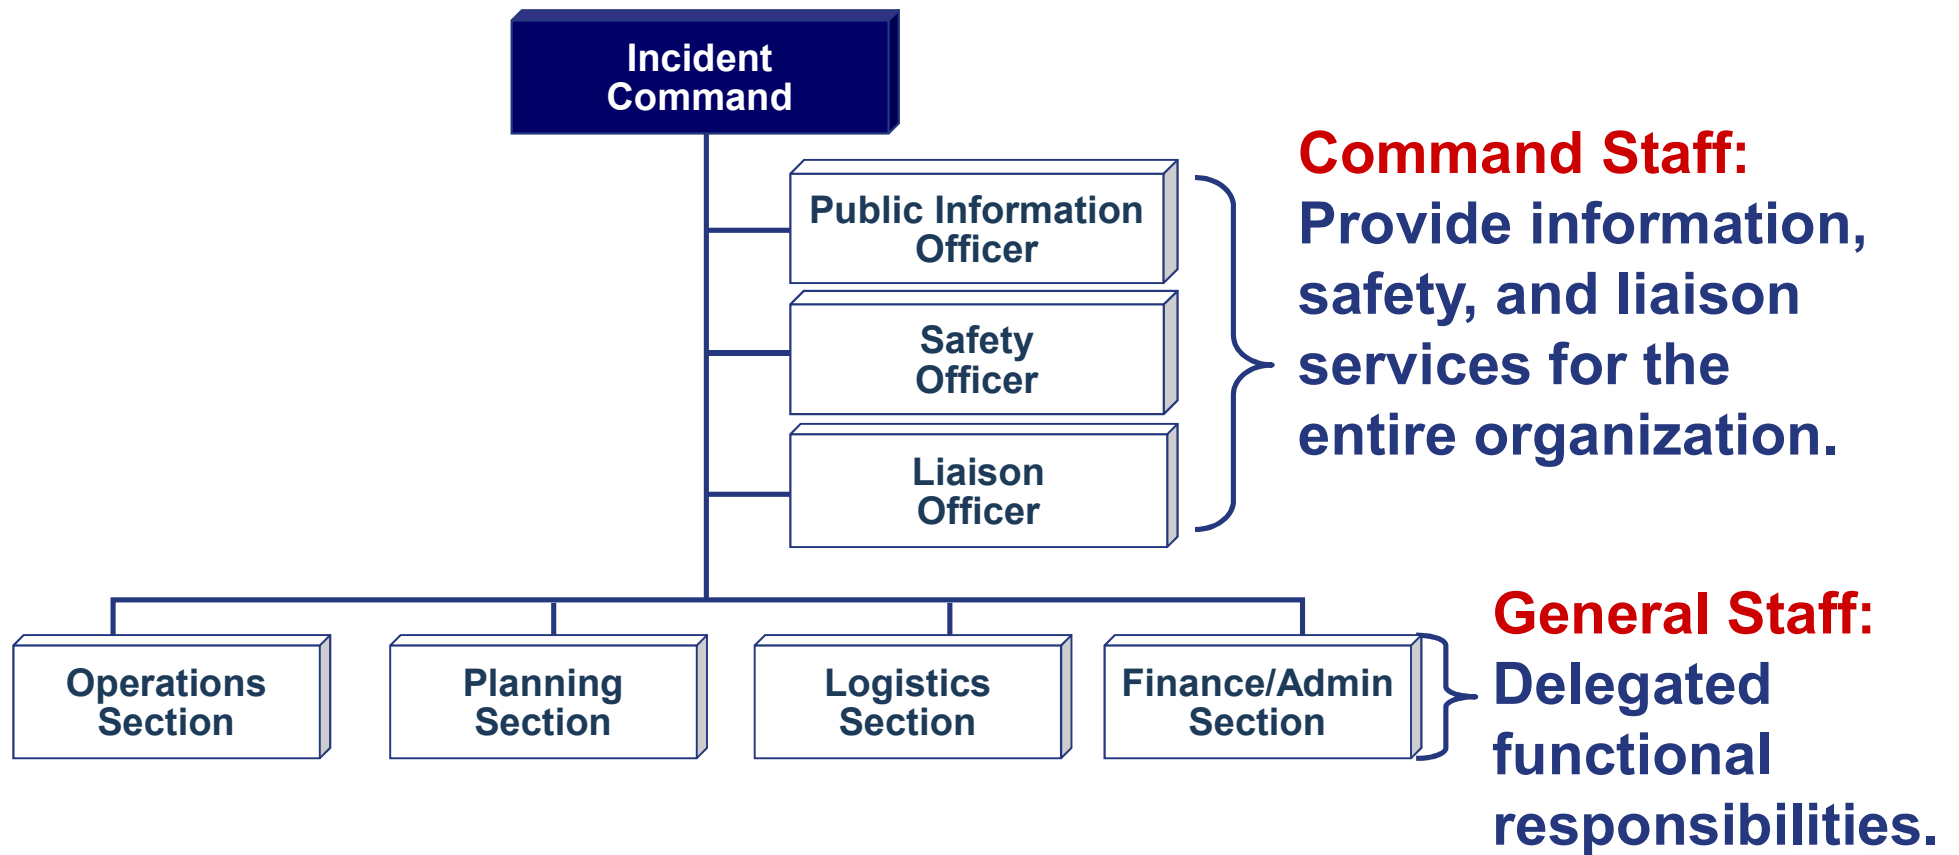 Incident
Command
Public Information
Officer
Safety
Officer
Liaison
Officer
Command Staff:
Provide information,
safety, and liaison
services for the
entire organization.
Operations
Section
Planning
Section
Logistics
Section
Finance/Admin
Section
General Staff:
Delegated
functional
responsibilities.